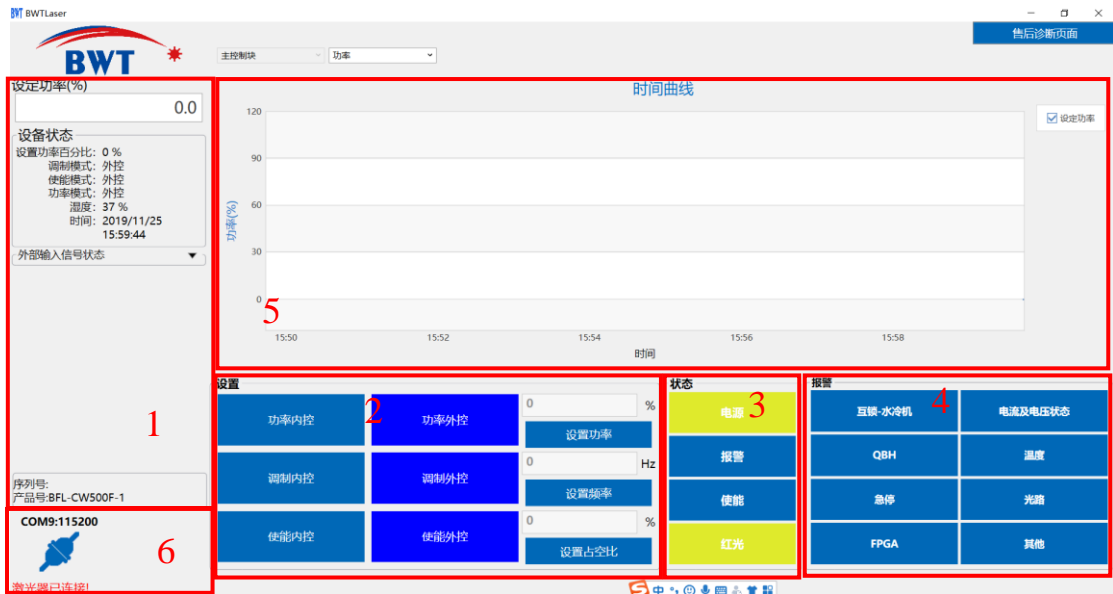 BWT BWTLaser
售后诊断页面
BWT
主控制块
功率
设定功率(%)
0.0
设备状态
设置功率百分比: 0 %
调制模式: 外控
使能模式: 外控
功率模式: 外控
湿度: 37 %
时间: 2019/11/25
15:59:44
外部输入信号状态
1
序列号:
产品号:BFL-CW500F-1
COM9:115200
6
激光器已连接!
时间曲线
设定功率
功率(%)
120
90
60
30
0
5
15:50
15:52
15:54
15:56
15:58
时间
设置
2
功率内控
功率外控
0 %
设置功率
调制内控
调制外控
0 Hz
设置频率
使能内控
使能外控
0 %
设置占空比
状态
3
电源
报警
使能
红光
报警
4
互锁-水冷机
电流及电压状态
QBH
温度
急停
光路
FPGA
其他
中